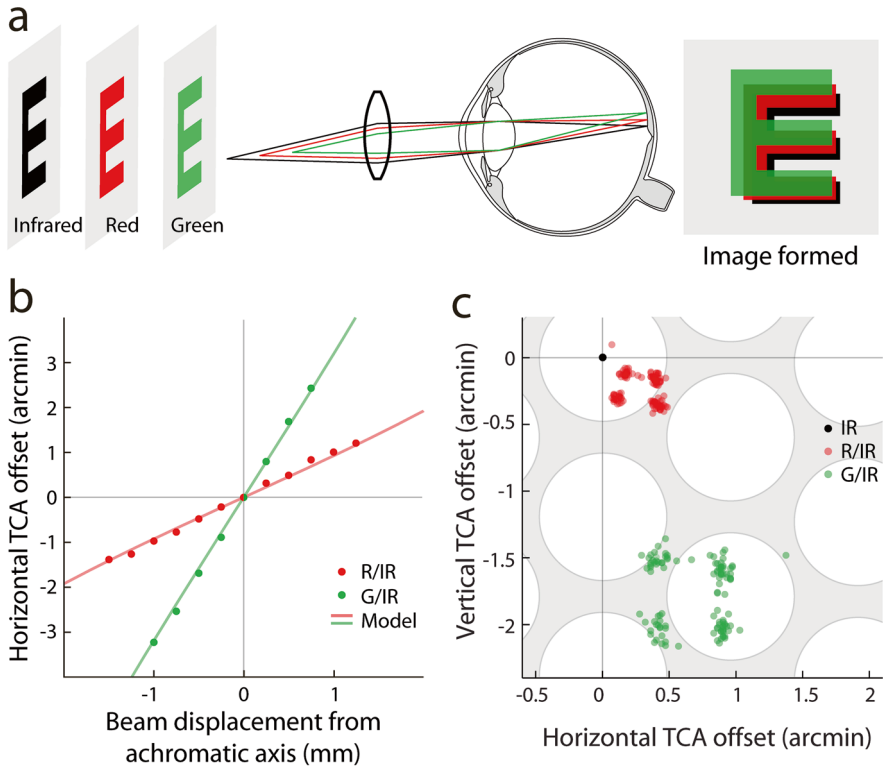 a
Infrared
Red
Green
Image formed
b
Horizontal TCA offset (arcmin)
3
2
1
0
-1
-2
-3
R/IR
G/IR
Model
-1
0
1
Beam displacement from
achromatic axis (mm)
c
Vertical TCA offset (arcmin)
0
-0.5
-1
-1.5
-2
IR
R/IR
G/IR
-0.5
0
0.5
1
1.5
2
Horizontal TCA offset (arcmin)